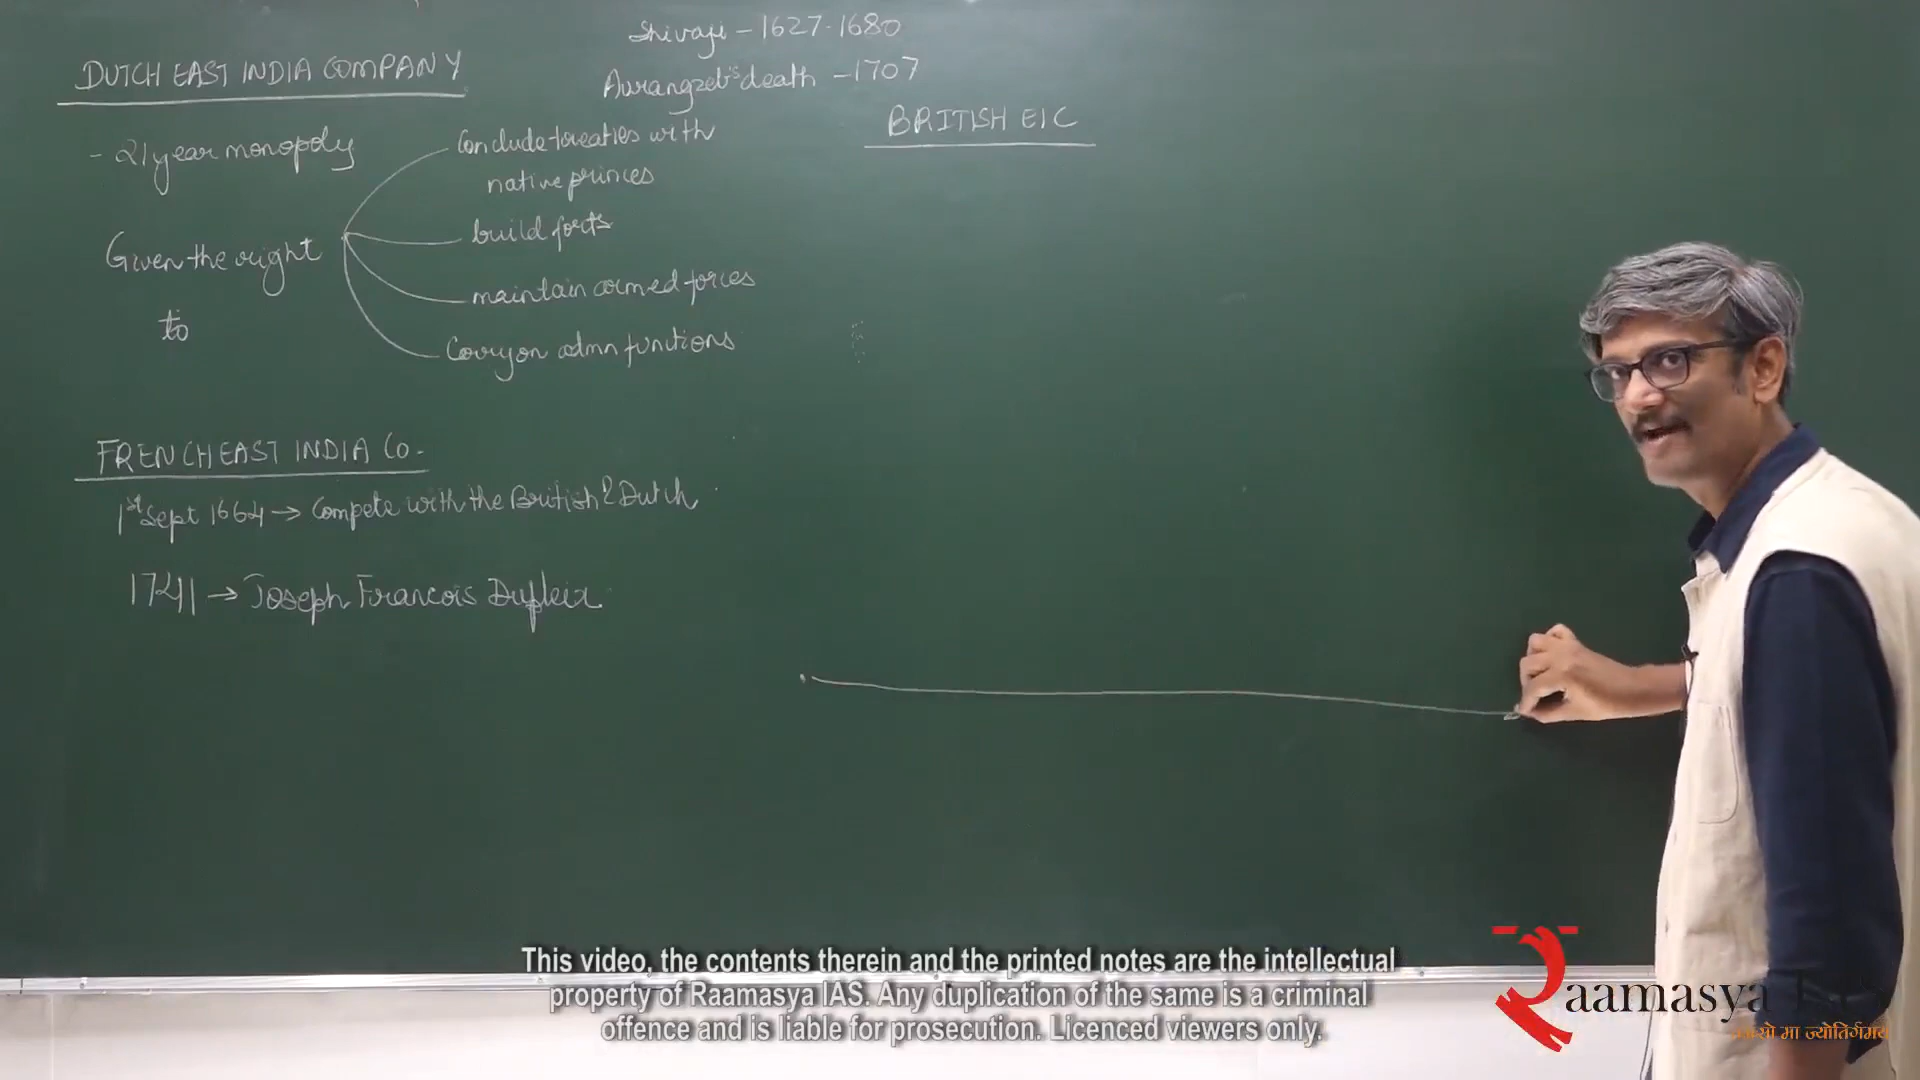 Shivaji - 1627-1680
Aurangzeb's death - 1707
DUTCH EAST INDIA COMPANY
- 21 year monopoly
Given the right
to
Conclude treaties with
native princes
build forts
maintain armed forces
Carry on admn functions
FRENCH EAST INDIA CO.
1st Sept 1664 → Compete with the British & Dutch
1741 → Joseph Francois Dupleix
BRITISH EIC
This video, the contents therein and the printed notes are the intellectual
property of Raamasya IAS. Any duplication of the same is a criminal
offence and is liable for prosecution. Licenced viewers only.
Raamasya
मा ज्योतिर्गमय